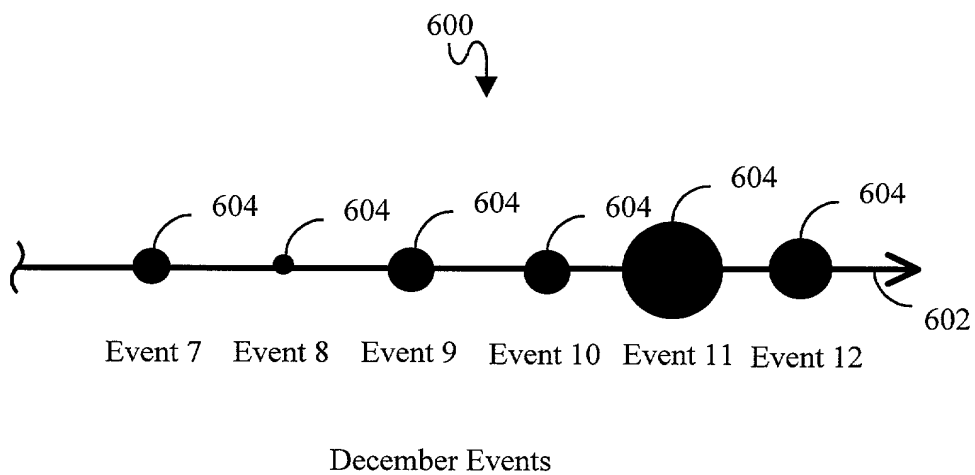 600
604 604 604 604 604 604
602
Event 7 Event 8 Event 9 Event 10 Event 11 Event 12
December Events